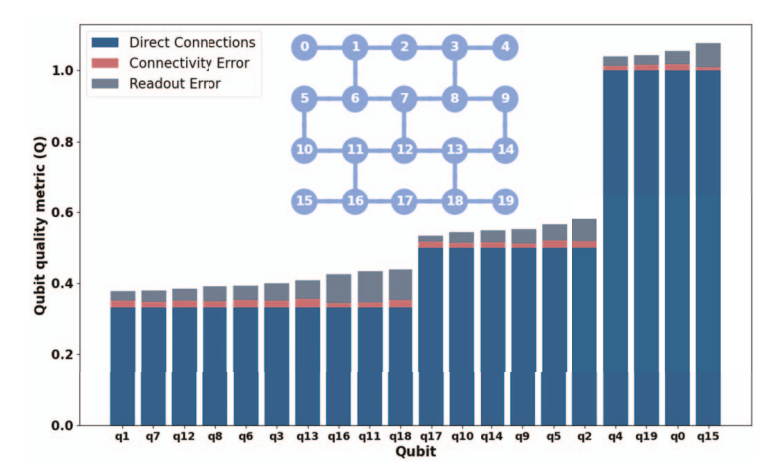 Direct Connections
Connectivity Error
Readout Error
0 1 2 3 4
5 6 7 8 9
10 11 12 13 14
15 16 17 18 19
Qubit quality metric (Q)
1.0
0.8
0.6
0.4
0.2
0.0
q1 q7 q12 q8 q6 q3 q13 q16 q11 q18 q17 q10 q14 q9 q5 q2 q4 q19 q0 q15
Qubit